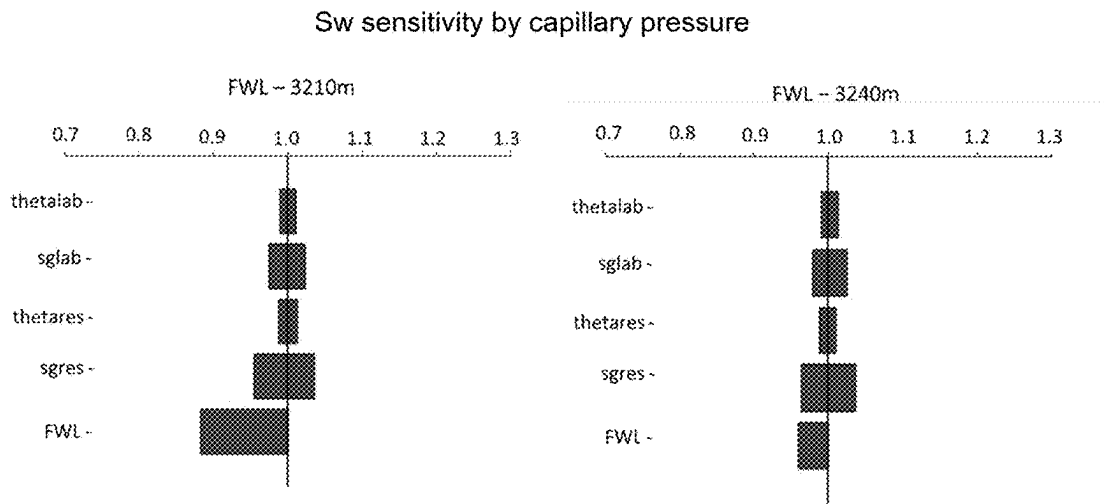 Sw sensitivity by capillary pressure
FWL – 3210m
0.7 0.8 0.9 1.0 1.1 1.2 1.3
thetalab -
sglab -
thetares -
sgres -
FWL -
FWL – 3240m
0.7 0.8 0.9 1.0 1.1 1.2 1.3
thetalab -
sglab -
thetares -
sgres -
FWL -